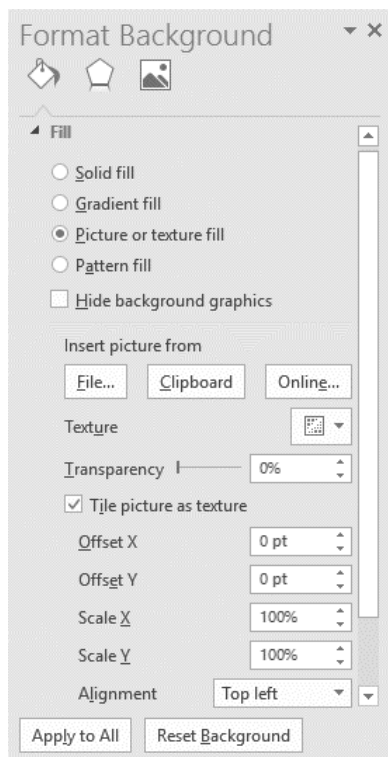 Format Background
Fill
Solid fill
Gradient fill
Picture or texture fill
Pattern fill
Hide background graphics
Insert picture from
File... Clipboard Online...
Texture
Transparency 0%
Tile picture as texture
Offset X 0 pt
Offset Y 0 pt
Scale X 100%
Scale Y 100%
Alignment Top left
Apply to All Reset Background